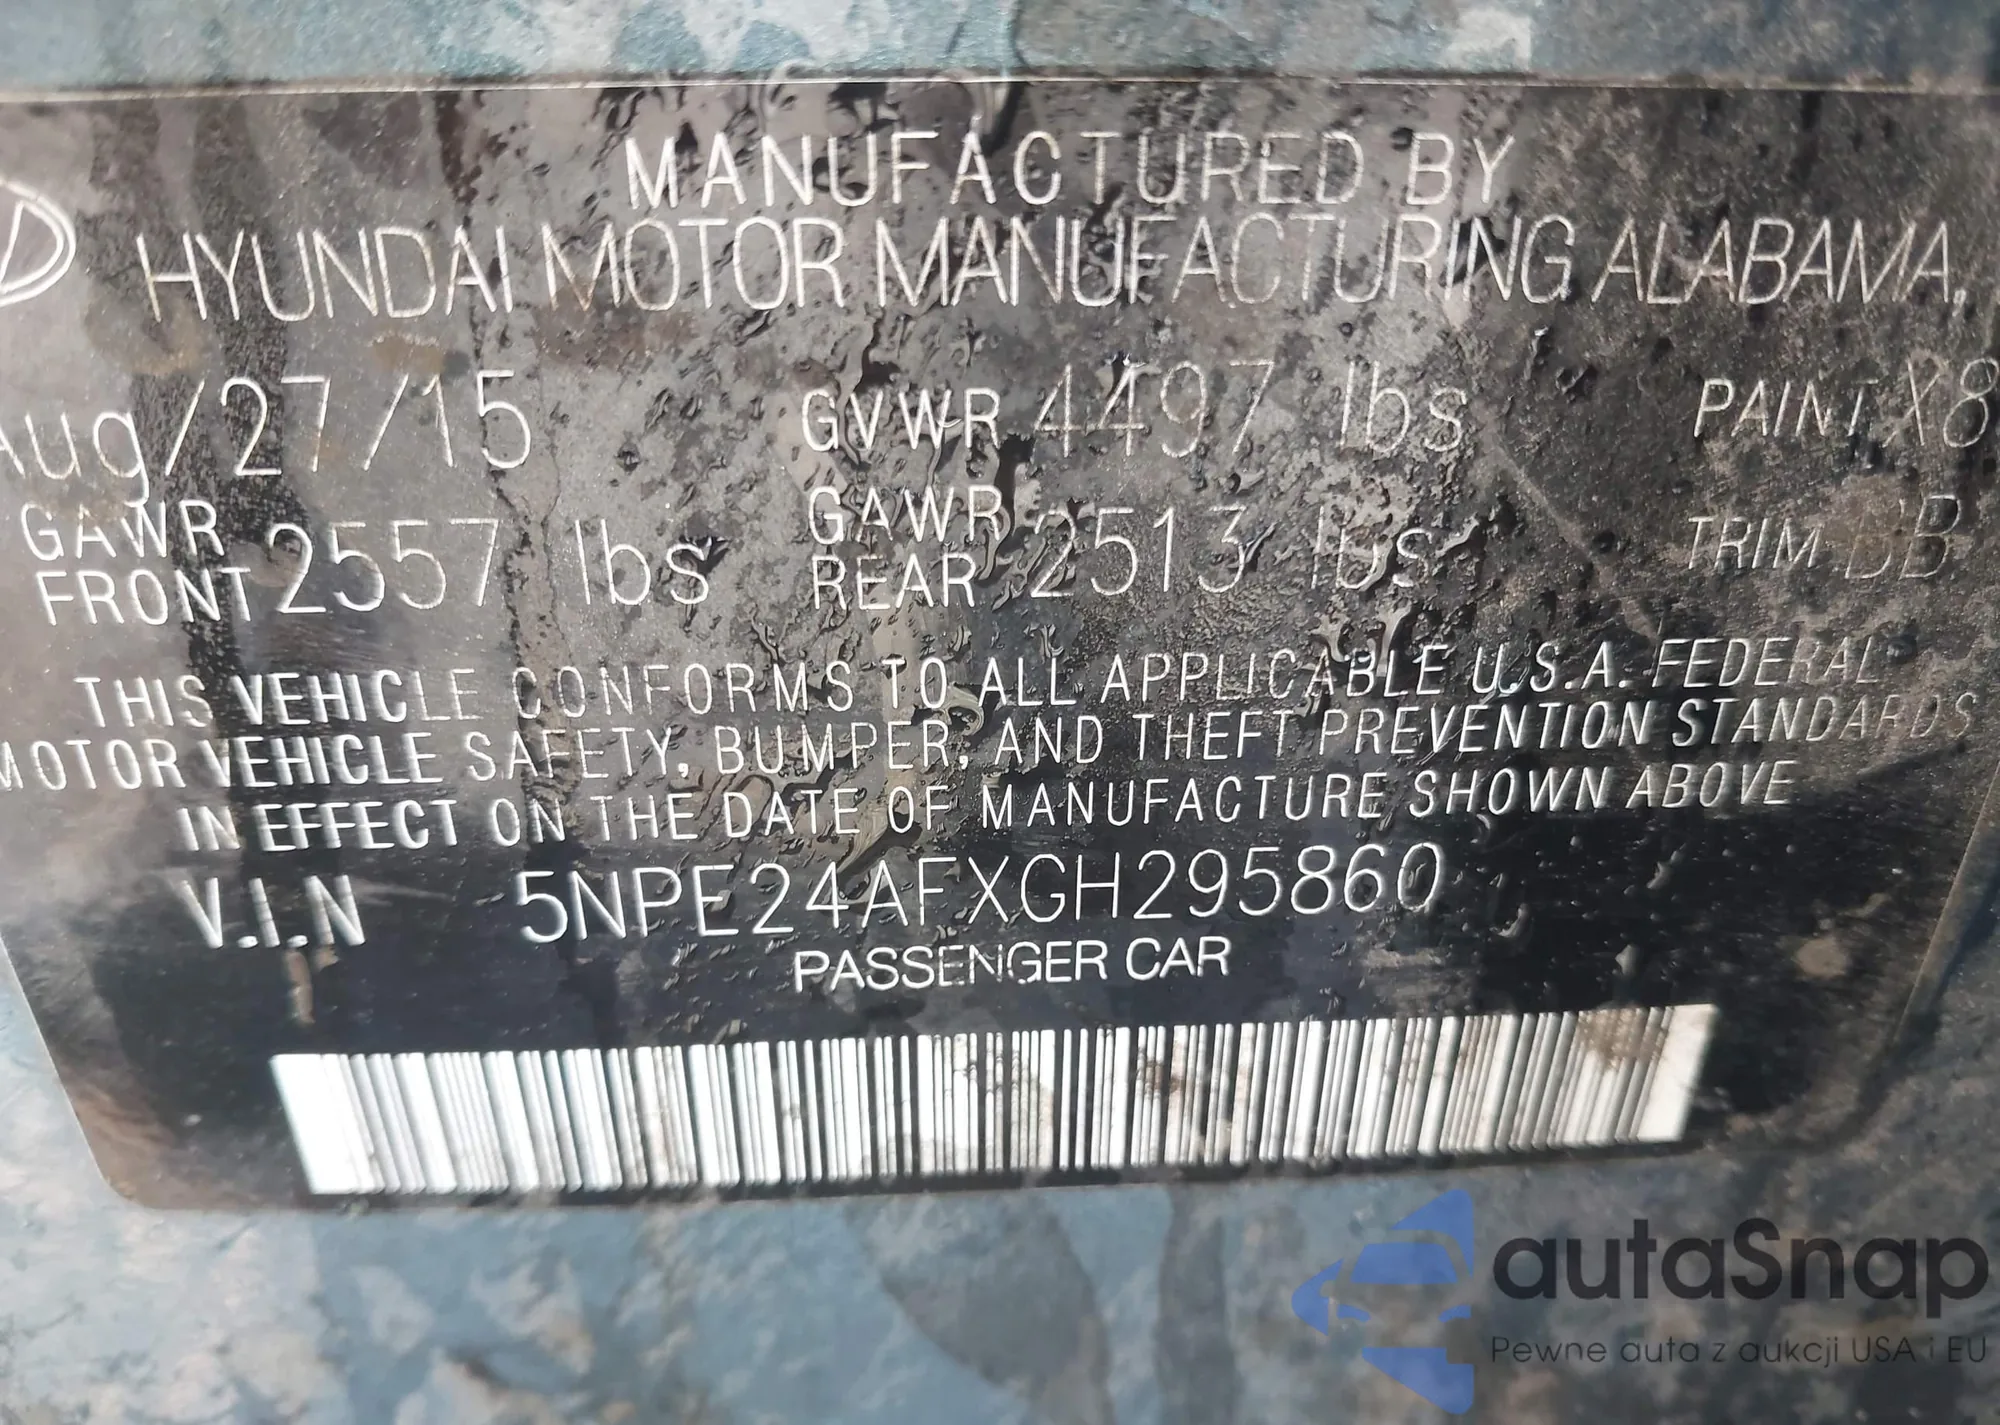 MANUFACTURED BY
HYUNDAI MOTOR MANUFACTURING ALABAMA,
Aug/27/15 GVWR 4497 lbs PAINT X8
GAWR FRONT 2557 lbs GAWR REAR 2513 lbs TRIM
THIS VEHICLE CONFORMS TO ALL APPLICABLE U.S.A. FEDERAL
MOTOR VEHICLE SAFETY, BUMPER, AND THEFT PREVENTION STANDARDS
IN EFFECT ON THE DATE OF MANUFACTURE SHOWN ABOVE
V.I.N 5NPE24AFXGH295860
PASSENGER CAR
autaSnap
Pewne auta z aukcji USA i EU